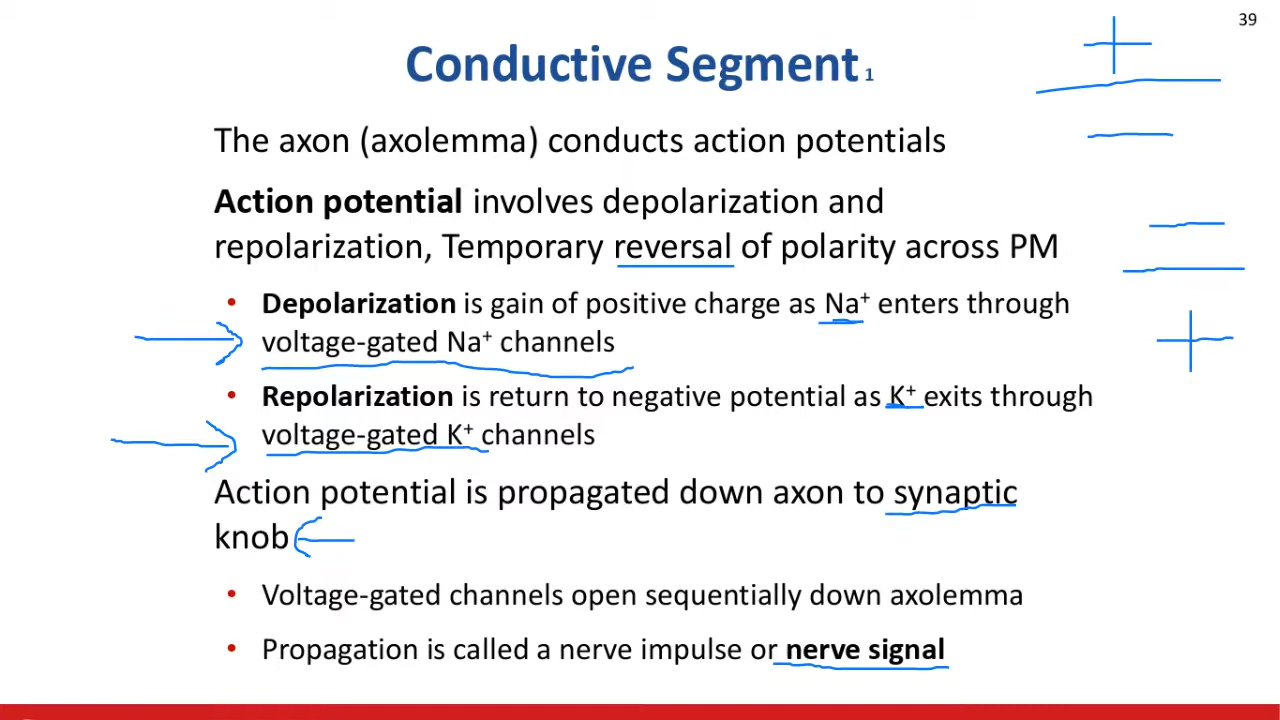 39
Conductive Segment 1
The axon (axolemma) conducts action potentials
Action potential involves depolarization and
repolarization, Temporary reversal of polarity across PM
• Depolarization is gain of positive charge as Na⁺ enters through
voltage-gated Na⁺ channels
• Repolarization is return to negative potential as K⁺ exits through
voltage-gated K⁺ channels
Action potential is propagated down axon to synaptic
knob
• Voltage-gated channels open sequentially down axolemma
• Propagation is called a nerve impulse or nerve signal